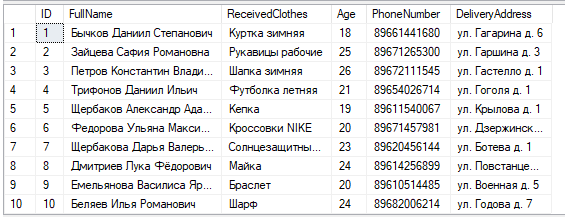 ID FullName ReceivedClothes Age PhoneNumber DeliveryAddress
1 1 Бычков Даниил Степанович Куртка зимняя 18 89661441680 ул. Гагарина д. 6
2 2 Зайцева Сафия Романовна Рукавицы рабочие 25 89671265300 ул. Гаршина д. 3
3 3 Петров Константин Влади... Шапка зимняя 26 89672111545 ул. Гастелло д. 1
4 4 Трифонов Даниил Ильич Футболка летняя 21 89654026714 ул. Гоголя д. 1
5 5 Щербаков Александр Ада... Кепка 19 89611540067 ул. Крылова д. 1
6 6 Федорова Ульяна Макси... Кроссовки NIKE 20 89671457981 ул. Дзержинск...
7 7 Щербакова Дарья Валерь... Солнцезащитны... 23 89620456144 ул. Ботева д. 1
8 8 Дмитриев Лука Фёдорович Майка 24 89614256899 ул. Повстанце...
9 9 Емельянова Василиса Яр... Браслет 20 89610514485 ул. Военная д. 5
10 10 Беляев Илья Романович Шарф 24 89682006214 ул. Годова д. 7